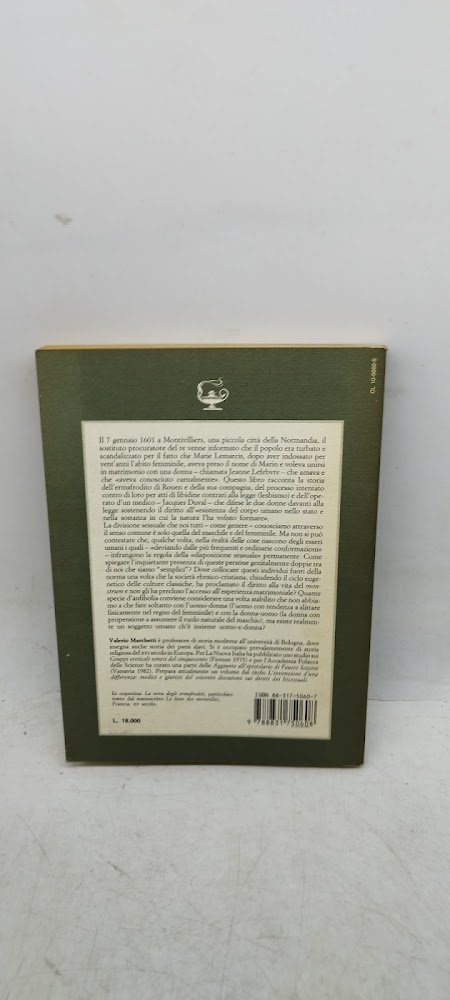 CL 10-5060-5
Il 7 gennaio 1601 a Montivilliers, una piccola città della Normandia, il
sostituto procuratore del re venne informato che il popolo era turbato e
scandalizzato per il fatto che Marie Lemarcis, dopo aver indossato per
vent'anni l'abito femminile, aveva preso il nome di Marin e voleva unirsi
in matrimonio con una donna – chiamata Jeanne Lefebvre – che amava e
che «aveva conosciuto carnalmente». Questo libro racconta la storia
dell'ermafrodito di Rouen e della sua compagna, del processo intentato
contro di loro per atti di libidine contrari alla legge (lesbismo) e dell'ope-
rato d'un medico – Jacques Duval – che difese le due donne davanti alla
legge sostenendo il diritto all'«esistenza del corpo umano nello stato e
nella sostanza in cui la natura l'ha voluto formare».
La divisione sessuale che noi tutti – come genere – conosciamo attraverso
il senso comune è solo quella del maschile e del femminile. Ma non si può
contestare che, qualche volta, nella realtà delle cose nascono degli esseri
umani i quali – «deviando dalle più frequenti e ordinarie conformazioni»
– infrangono la regola della «disposizione sessuale» permanente. Come
spiegare l'inquietante presenza di queste persone genitalmente doppie tra
di noi che siamo "semplici"? Dove collocare questi individui fuori della
norma una volta che la società ebraico-cristiana, chiudendo il ciclo euge-
netico delle culture classiche, ha proclamato il diritto alla vita del mon-
strum e non gli ha precluso l'accesso all'esperienza matrimoniale? Quante
specie d'anfibolia conviene considerare una volta stabilito che non abbia-
mo a che fare soltanto con l'uomo-donna (l'uomo con tendenza a slittare
fisicamente nel regno del femminile) e con la donna-uomo (la donna con
propensione a assumere il ruolo naturale del maschio), ma esiste realmen-
te un soggetto umano ch'è insieme uomo-e-donna?
Valerio Marchetti è professore di storia moderna all'università di Bologna, dove
insegna anche storia dei paesi slavi. Si è occupato prevalentemente di storia
religiosa del XVI secolo in Europa. Per La Nuova Italia ha pubblicato uno studio sui
Gruppi ereticali senesi del cinquecento (Firenze 1975) e per l'Accademia Polacca
delle Scienze ha curato una parte delle Aggiunte all'epistolario di Fausto Sozzini
(Varsavia 1982). Prepara attualmente un volume dal titolo L'invenzione d'una
differenza: medici e giuristi del seicento discutono sui diritti dei bisessuali.
In copertina: La terra degli ermafroditi, particolare
tratto dal manoscritto Le livre des merveilles,
Francia, XV secolo.
L. 18.000
ISBN 88-317-5060-7
9 788831 750608